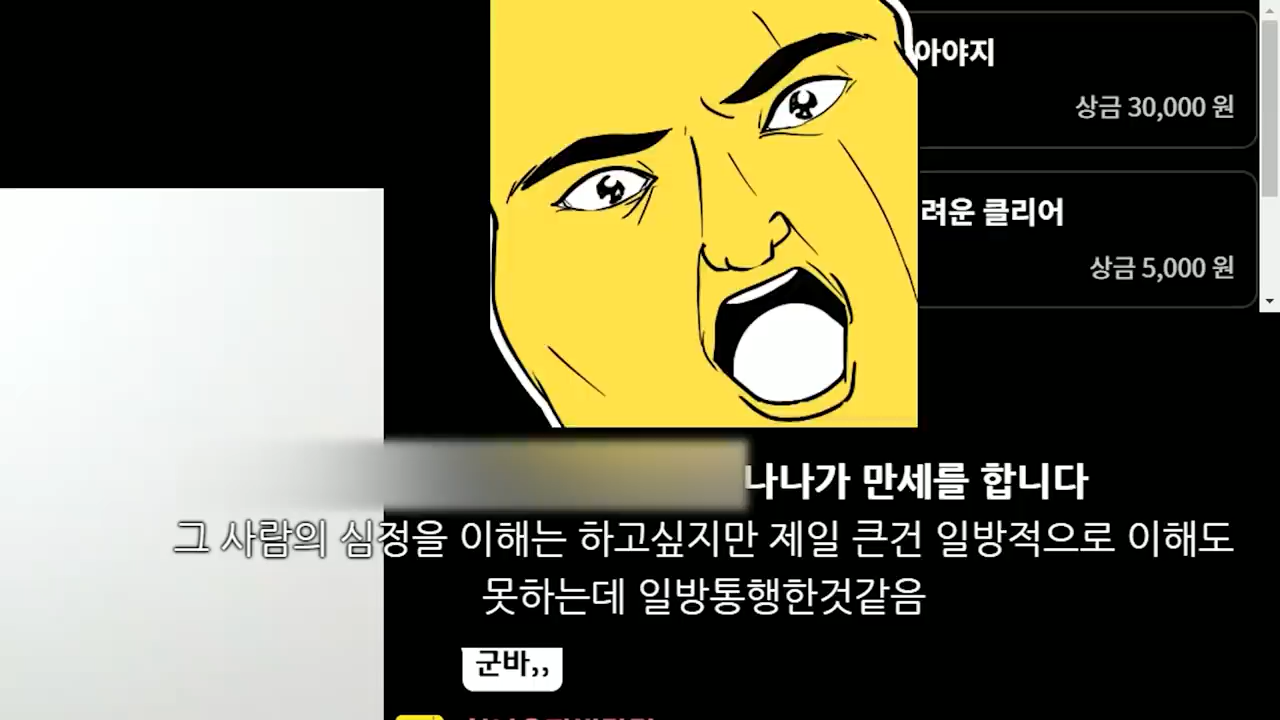 아야지
상금 30,000 원
려운 클리어
상금 5,000 원
나나가 만세를 합니다
그 사람의 심정을 이해는 하고싶지만 제일 큰건 일방적으로 이해도
못하는데 일방통행한것같음
군바,,